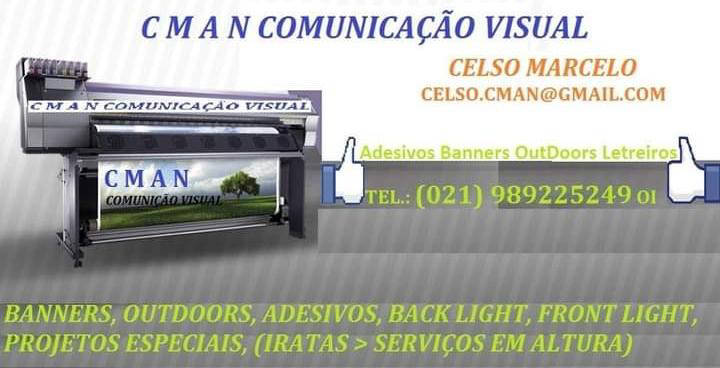 C M A N COMUNICAÇÃO VISUAL
CELSO MARCELO
CELSO.CMAN@GMAIL.COM
C M A N COMUNICAÇÃO VISUAL
Adesivos Banners OutDoors Letreiros
C M A N
COMUNIÇÃO VISUAL
TEL.: (021) 989225249 OI
BANNERS, OUTDOORS, ADESIVOS, BACK LIGHT, FRONT LIGHT,
PROJETOS ESPECIAIS, (IRATAS > SERVIÇOS EM ALTURA)